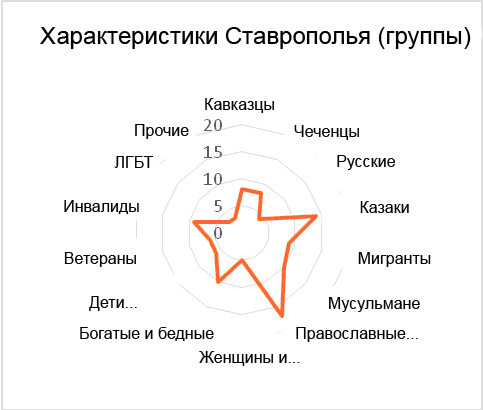 Характеристики Ставрополья (группы)
Кавказцы
Прочие
20
Чеченцы
15
ЛГБТ
Русские
10
Инвалиды
5
Казаки
0
Ветераны
Мигранты
Дети...
Мусульмане
Богатые и бедные
Православные...
Женщины и...